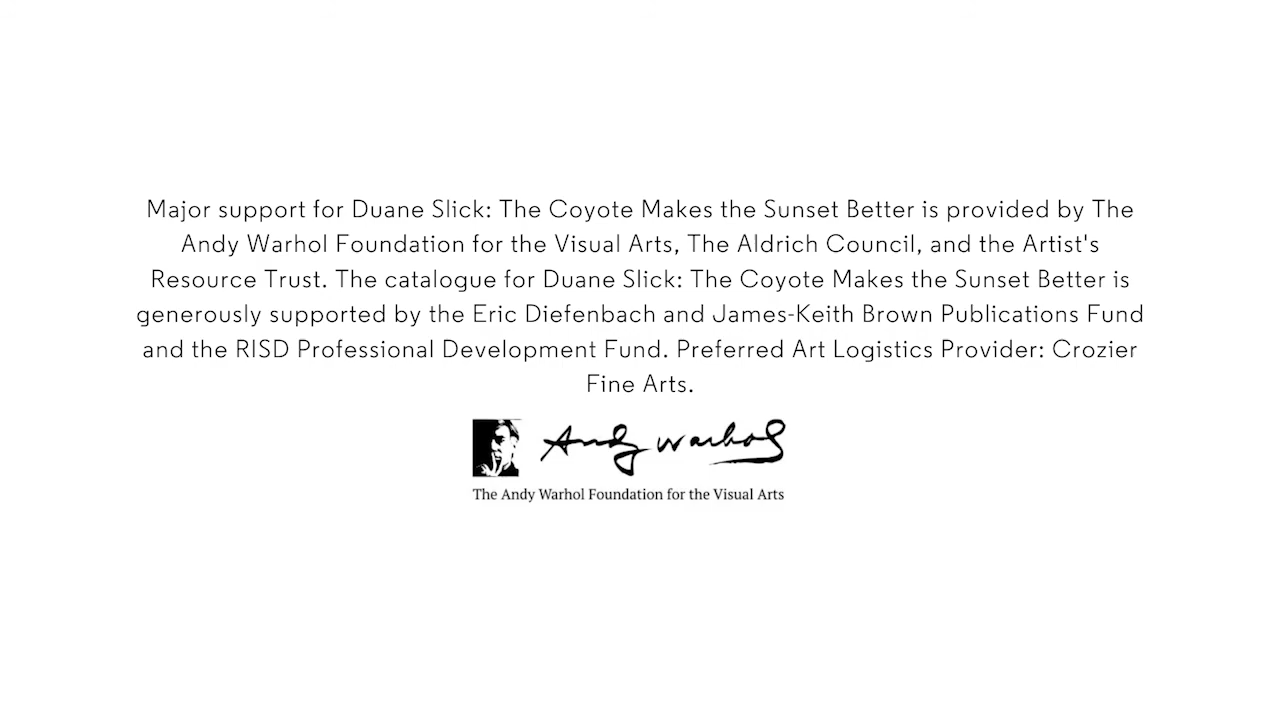 Major support for Duane Slick: The Coyote Makes the Sunset Better is provided by The
Andy Warhol Foundation for the Visual Arts, The Aldrich Council, and the Artist's
Resource Trust. The catalogue for Duane Slick: The Coyote Makes the Sunset Better is
generously supported by the Eric Diefenbach and James-Keith Brown Publications Fund
and the RISD Professional Development Fund. Preferred Art Logistics Provider: Crozier
Fine Arts.
Andy Warhol
The Andy Warhol Foundation for the Visual Arts